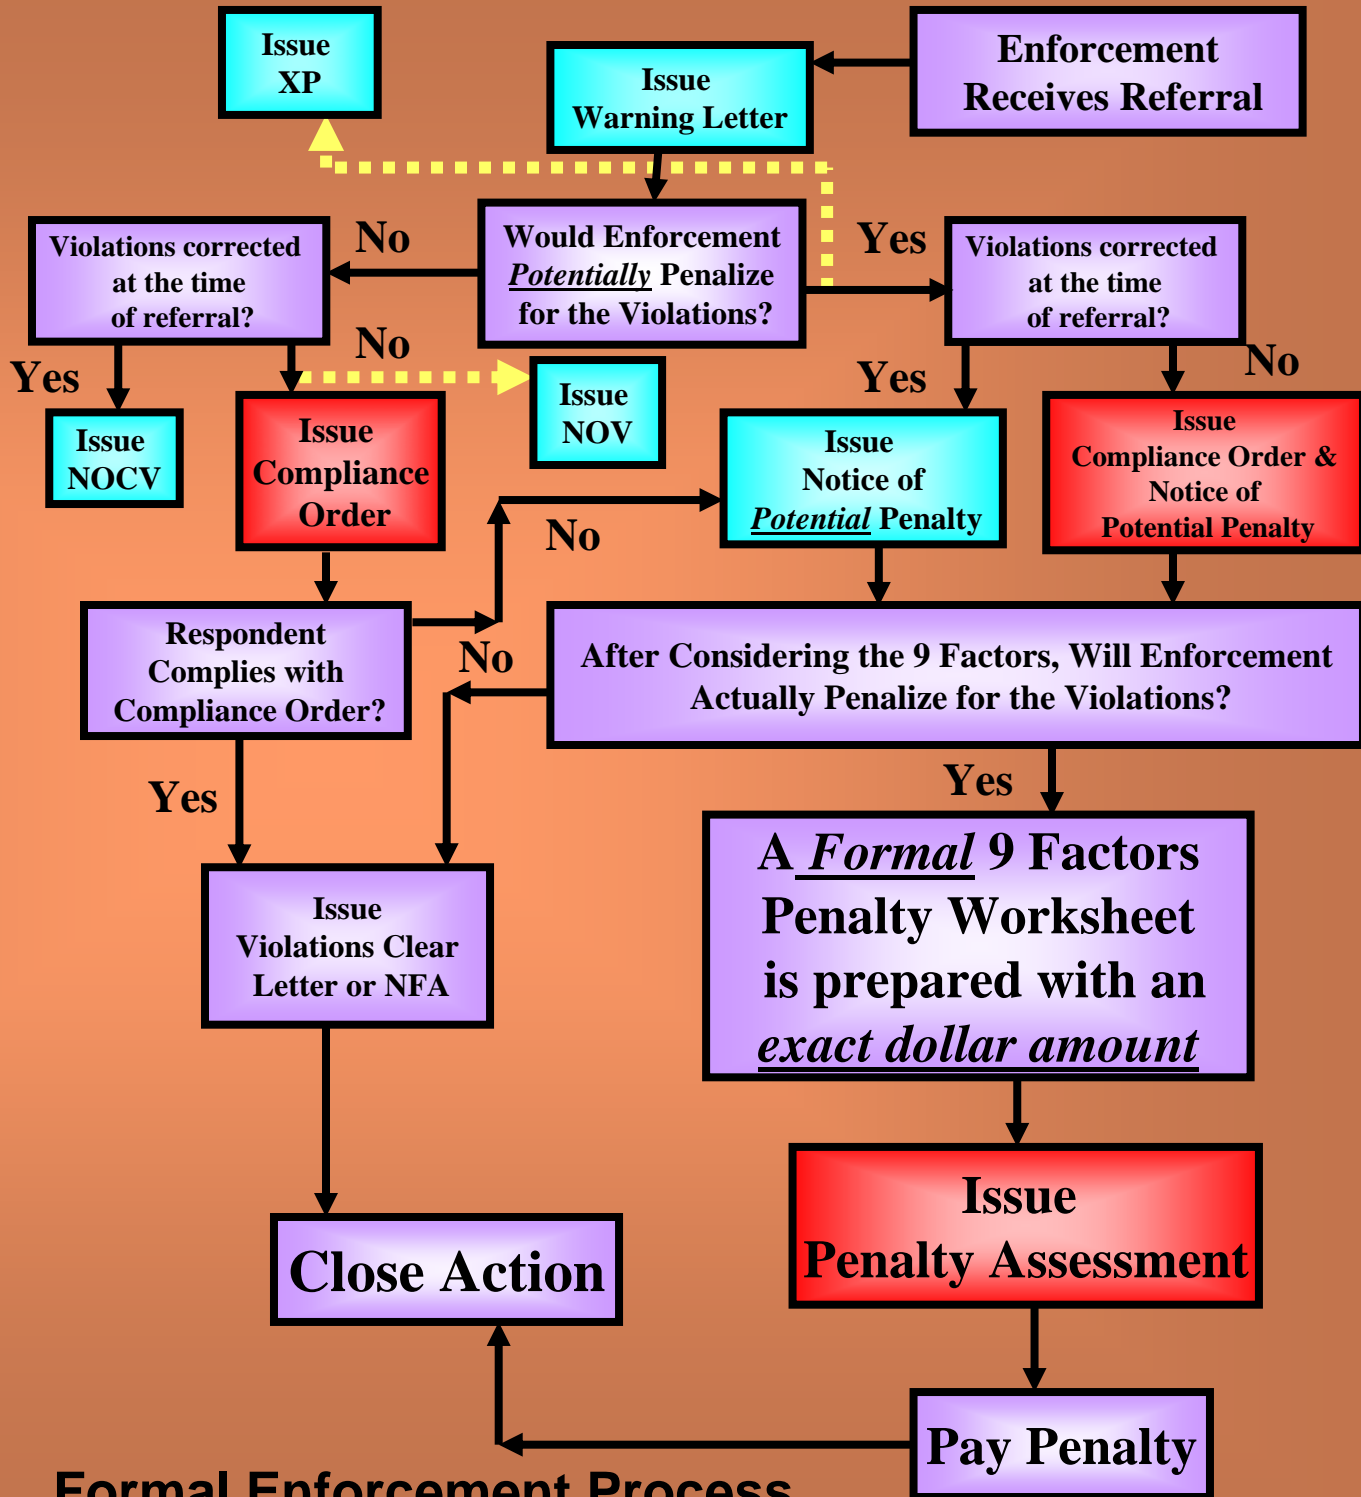 Issue
XP
Issue
Warning Letter
Enforcement
Receives Referral
Violations corrected
at the time
of referral?
No
Would Enforcement
Potentially Penalize
for the Violations?
Yes
Violations corrected
at the time
of referral?
Yes
No
Yes
No
Issue
NOCV
Issue
Compliance
Order
Issue
NOV
Issue
Notice of
Potential Penalty
Issue
Compliance Order &
Notice of
Potential Penalty
No
Respondent
Complies with
Compliance Order?
No
After Considering the 9 Factors, Will Enforcement
Actually Penalize for the Violations?
Yes
Yes
Issue
Violations Clear
Letter or NFA
A Formal 9 Factors
Penalty Worksheet
is prepared with an
exact dollar amount
Issue
Penalty Assessment
Close Action
Pay Penalty
Formal Enforcement Process